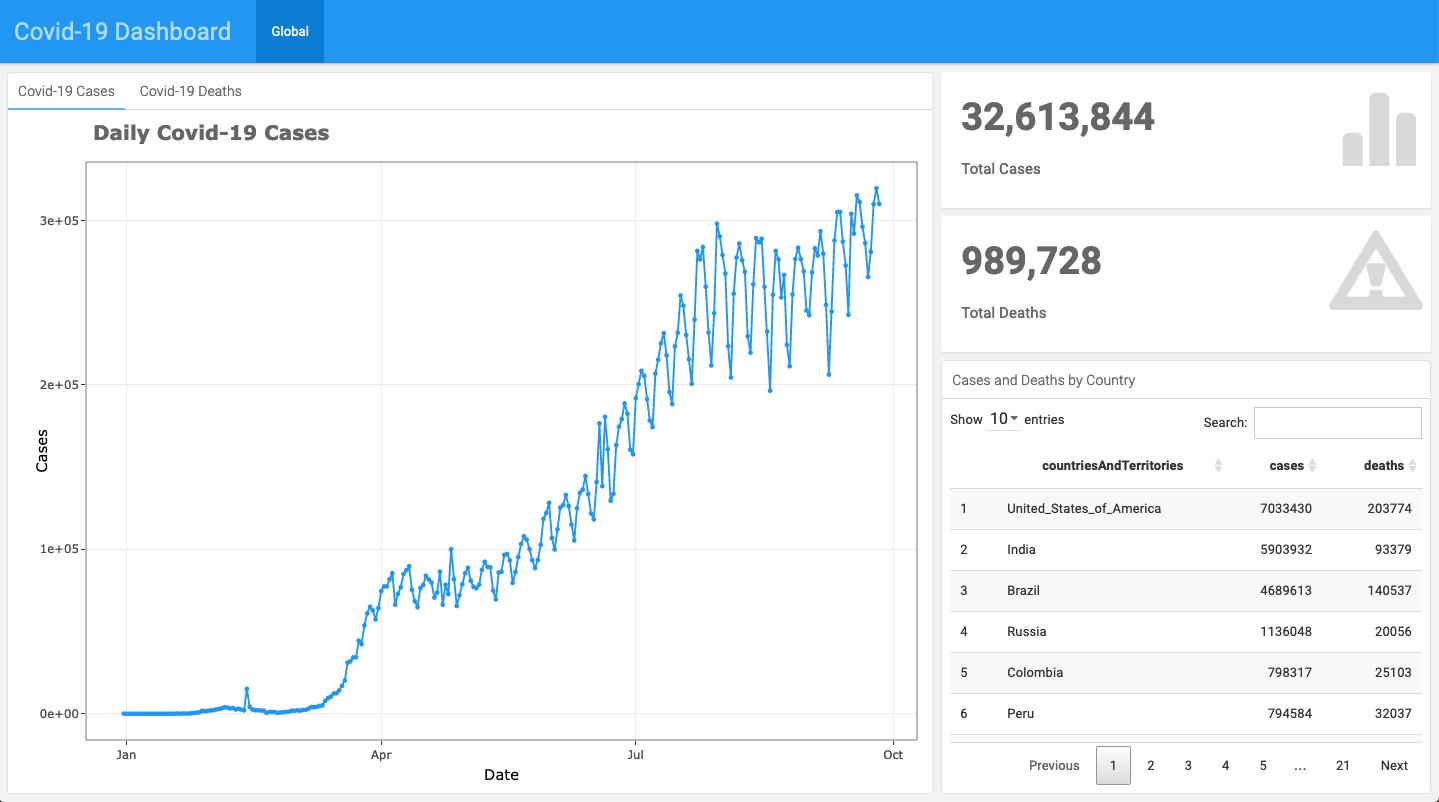 Covid-19 Dashboard Global
Covid-19 Cases Covid-19 Deaths
Daily Covid-19 Cases
3e+05
2e+05
1e+05
0e+00
Cases
Jan Apr Jul Oct
Date
32,613,844
Total Cases
989,728
Total Deaths
Cases and Deaths by Country
Show 10 entries Search:
countriesAndTerritories cases deaths
1 United_States_of_America 7033430 203774
2 India 5903932 93379
3 Brazil 4689613 140537
4 Russia 1136048 20056
5 Colombia 798317 25103
6 Peru 794584 32037
Previous 1 2 3 4 5 … 21 Next